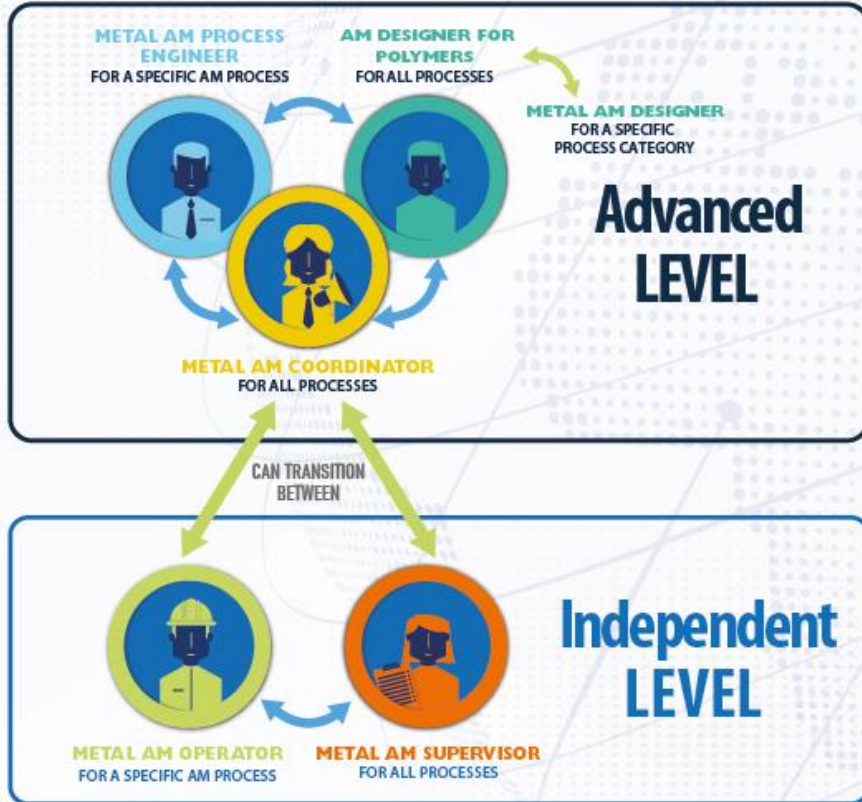 METAL AM PROCESS
ENGINEER
FOR A SPECIFIC AM PROCESS
AM DESIGNER FOR
POLYMERS
FOR ALL PROCESSES
METAL AM DESIGNER
FOR A SPECIFIC
PROCESS CATEGORY
Advanced
LEVEL
METAL AM COORDINATOR
FOR ALL PROCESSES
CAN TRANSITION
BETWEEN
Independent
LEVEL
METAL AM OPERATOR
FOR A SPECIFIC AM PROCESS
METAL AM SUPERVISOR
FOR ALL PROCESSES